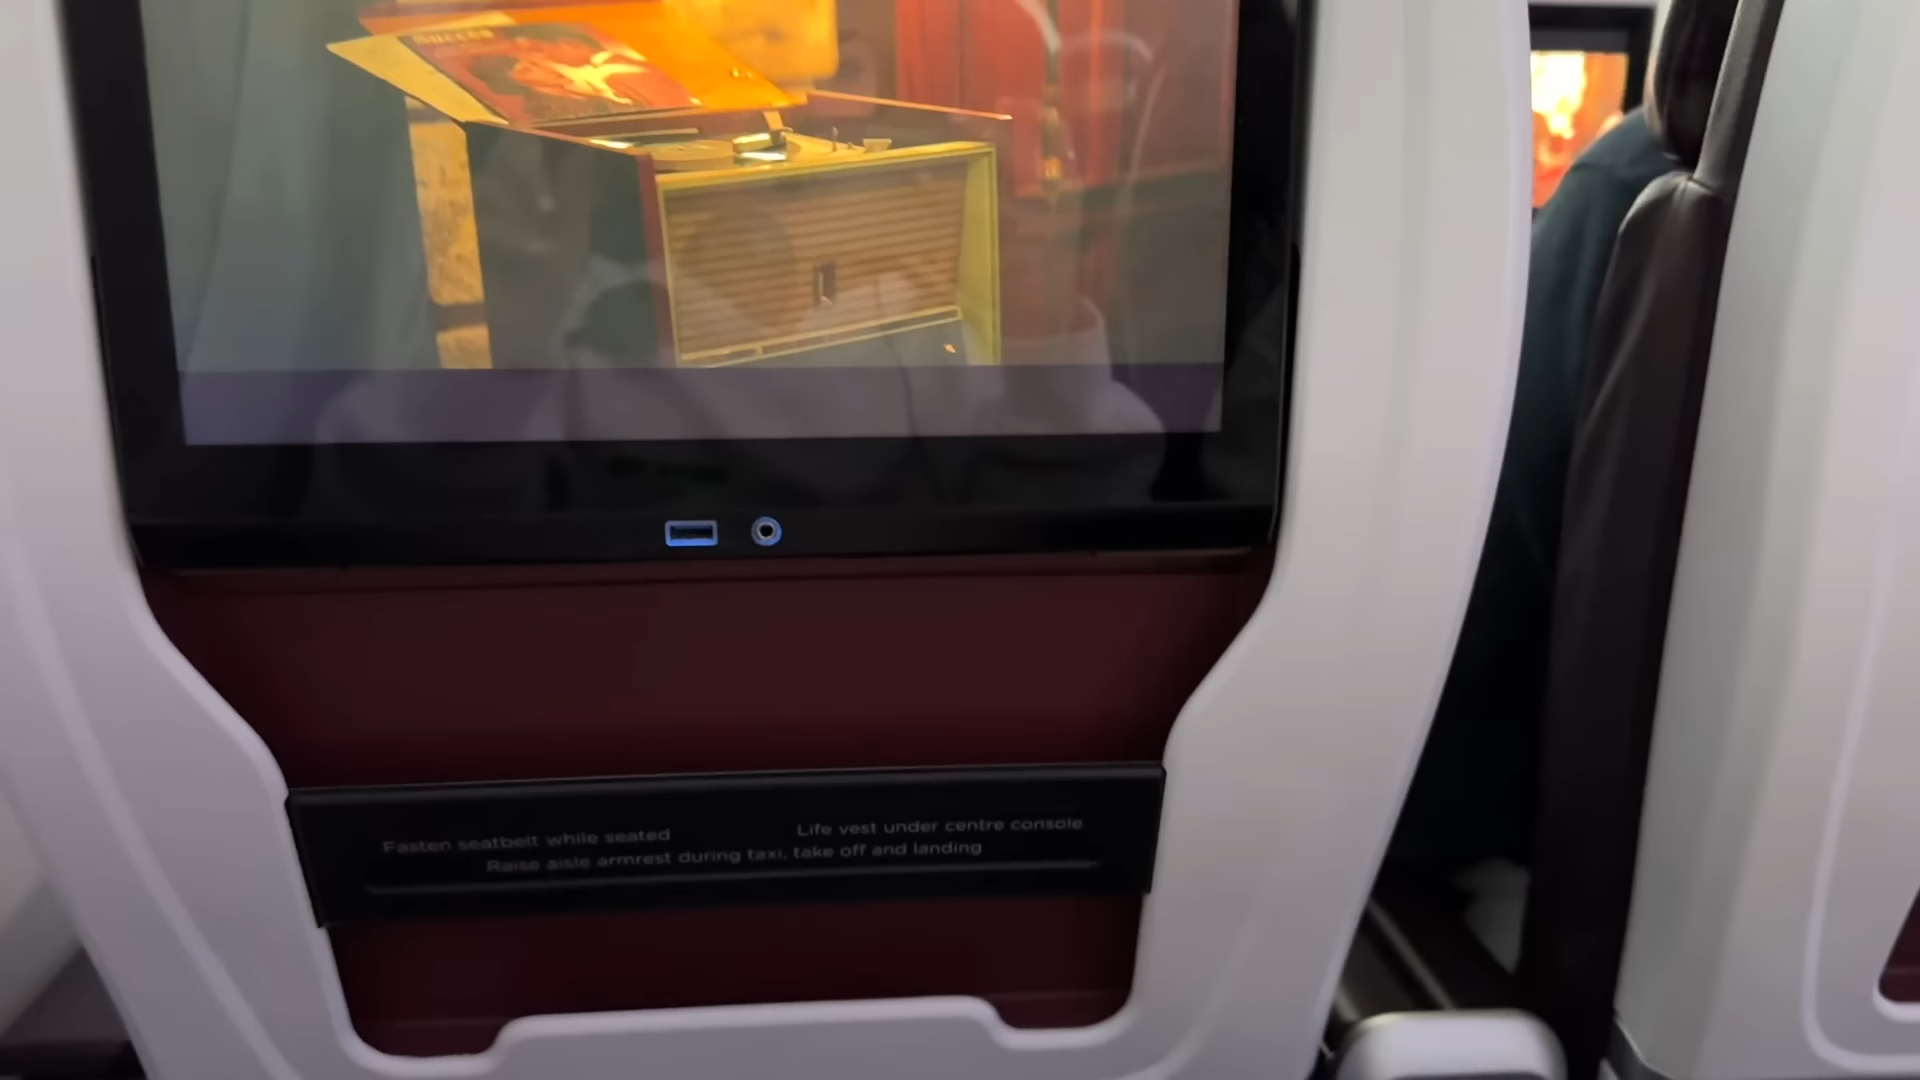 Fasten seatbelt while seated
Life vest under centre console
Raise aisle armrest during taxi, take off and landing